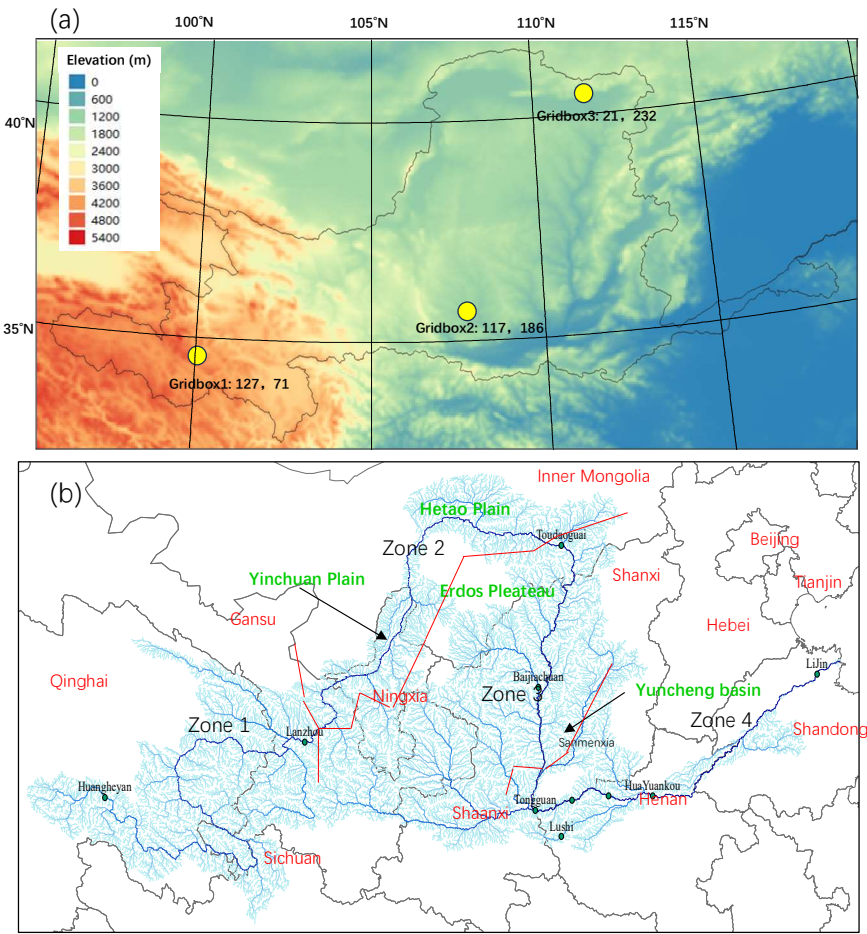 (a)
100°N
105°N
110°N
115°N
Elevation (m)
0
600
1200
1800
2400
3000
3600
4200
4800
5400
40°N
35°N
Gridbox3: 21, 232
Gridbox2: 117, 186
Gridbox1: 127, 71
(b)
Inner Mongolia
Hetao Plain
Toudaoguai
Beijing
Zone 2
Yinchuan Plain
Shanxi
Tianjin
Erdos Pleateau
Gansu
Hebei
LiJin
Qinghai
Baijiachuan
Ningxia
Zone 3
Yuncheng basin
Zone 1
Zone 4
Shandong
Lanzhou
Sanmenxia
Huangheyan
HuaYuankou
Henan
Tongguan
Shaanxi
Lushi
Sichuan